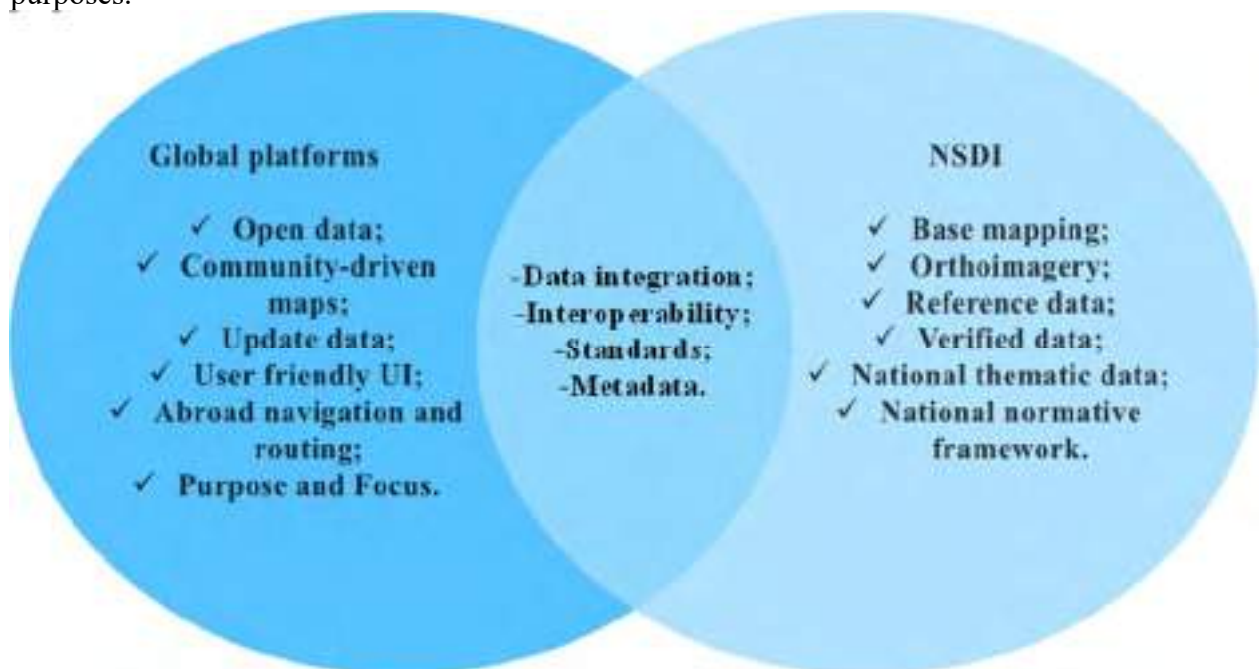 purposes.
Global platforms
✓ Open data;
✓ Community-driven
maps;
✓ Update data;
✓ User friendly UI;
✓ Abroad navigation and
routing;
✓ Purpose and Focus.
-Data integration;
-Interoperability;
-Standards;
-Metadata.
NSDI
✓ Base mapping;
✓ Orthoimagery;
✓ Reference data;
✓ Verified data;
✓ National thematic data;
✓ National normative
framework.